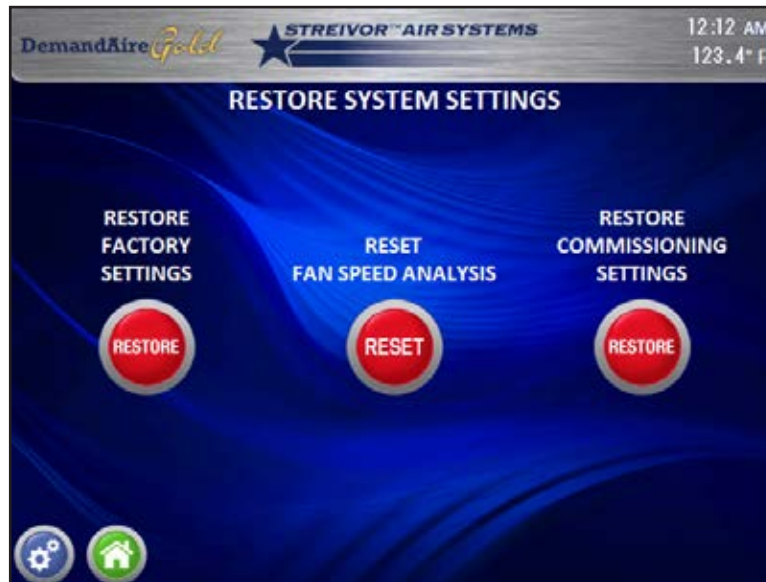 DemandAire Gold
STREIVOR™ AIR SYSTEMS
12:12 AM
123.4° F
RESTORE SYSTEM SETTINGS
RESTORE
FACTORY
SETTINGS
RESET
FAN SPEED ANALYSIS
RESTORE
COMMISSIONING
SETTINGS
RESTORE
RESET
RESTORE